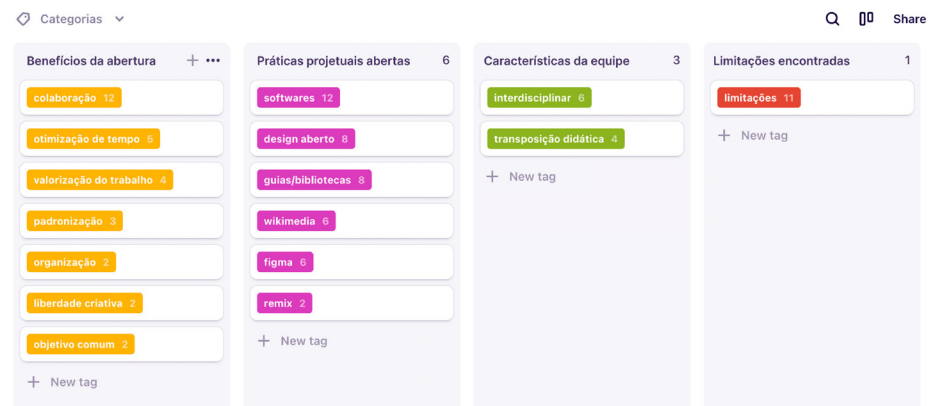 Categorias
Share
Benefícios da abertura
colaboração 12
otimização de tempo 5
valorização do trabalho 4
padronização 3
organização 2
liberdade criativa 2
objetivo comum 2
New tag
Práticas projetuais abertas 6
softwares 12
design aberto 8
guias/bibliotecas 8
wikimedia 6
figma 6
remix 2
New tag
Características da equipe 3
interdisciplinar 6
transposição didática 4
New tag
Limitações encontradas 1
limitações 11
New tag